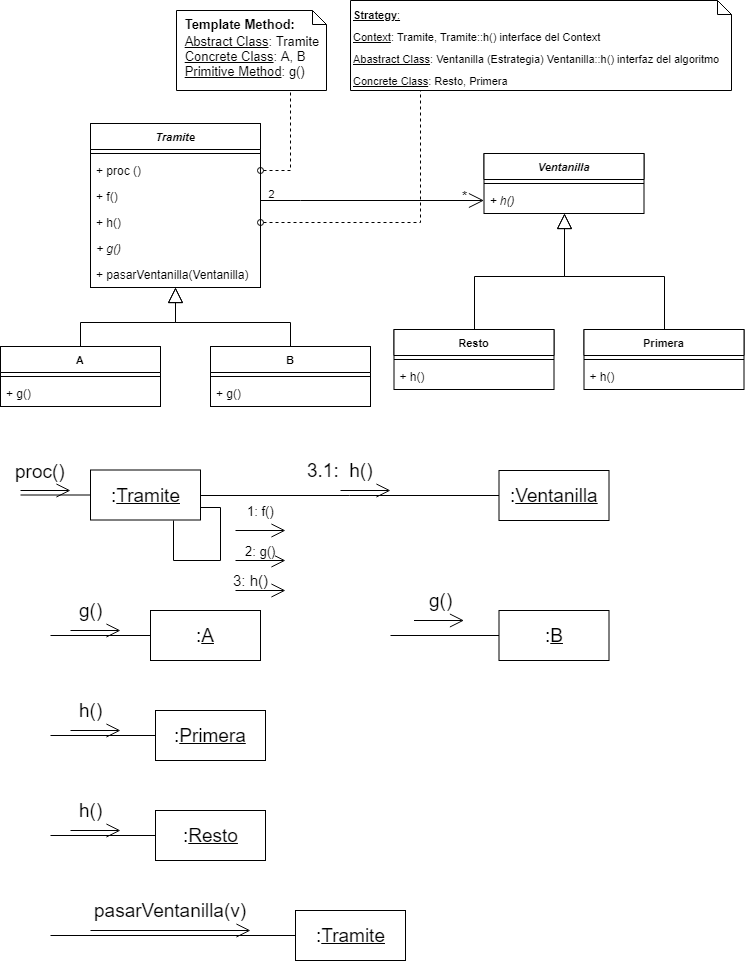 Template Method:
Abstract Class: Tramite
Concrete Class: A, B
Primitive Method: g()
Strategy:
Context: Tramite, Tramite::h() interface del Context
Abastract Class: Ventanilla (Estrategia) Ventanilla::h() interfaz del algoritmo
Concrete Class: Resto, Primera
Tramite
+ proc ()
+ f()
+ h()
+ g()
+ pasarVentanilla(Ventanilla)
2
*
Ventanilla
+ h()
A
+ g()
B
+ g()
Resto
+ h()
Primera
+ h()
proc()
:Tramite
3.1: h()
:Ventanilla
1: f()
2: g()
3: h()
g()
:A
g()
:B
h()
:Primera
h()
:Resto
pasarVentanilla(v)
:Tramite